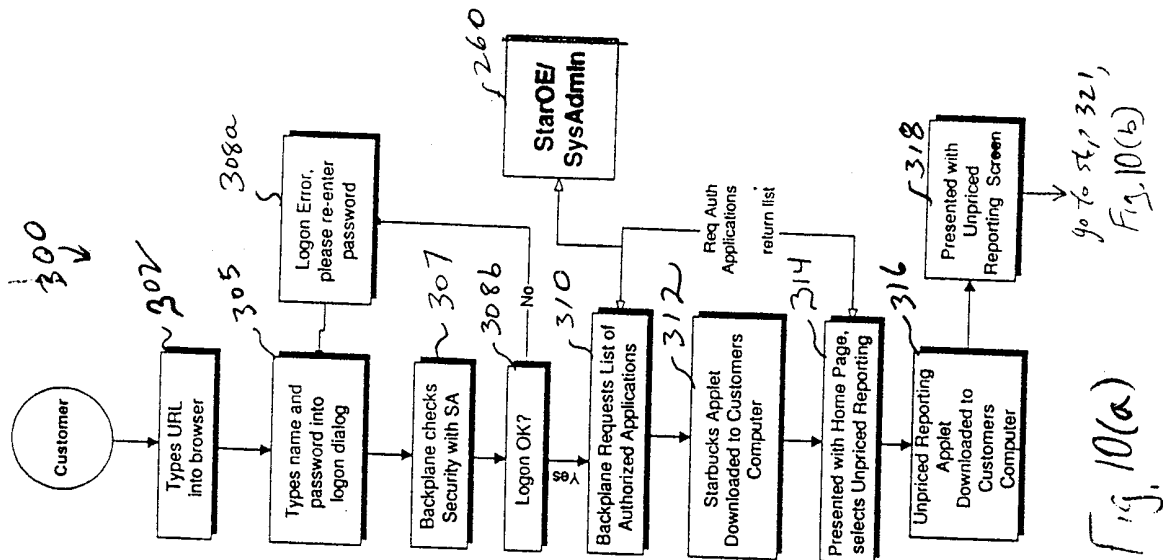 300
Customer
302
Types URL
into browser
305
Types name and
password into
logon dialog
308a
Logon Error,
please re-enter
password
307
Backplane checks
Security with SA
308b
Logon OK?
No
Yes
310
Backplane Requests List of
Authorized Applications
260
StarOE/
SysAdmin
Req Auth
Applications
return list
312
Starbucks Applet
Downloaded to Customers
Computer
314
Presented with Home Page,
selects Unpriced Reporting
316
Unpriced Reporting
Applet
Downloaded to
Customers
Computer
318
Presented with
Unpriced
Reporting Screen
go to step 321,
Fig. 10(b)
Fig. 10(a)